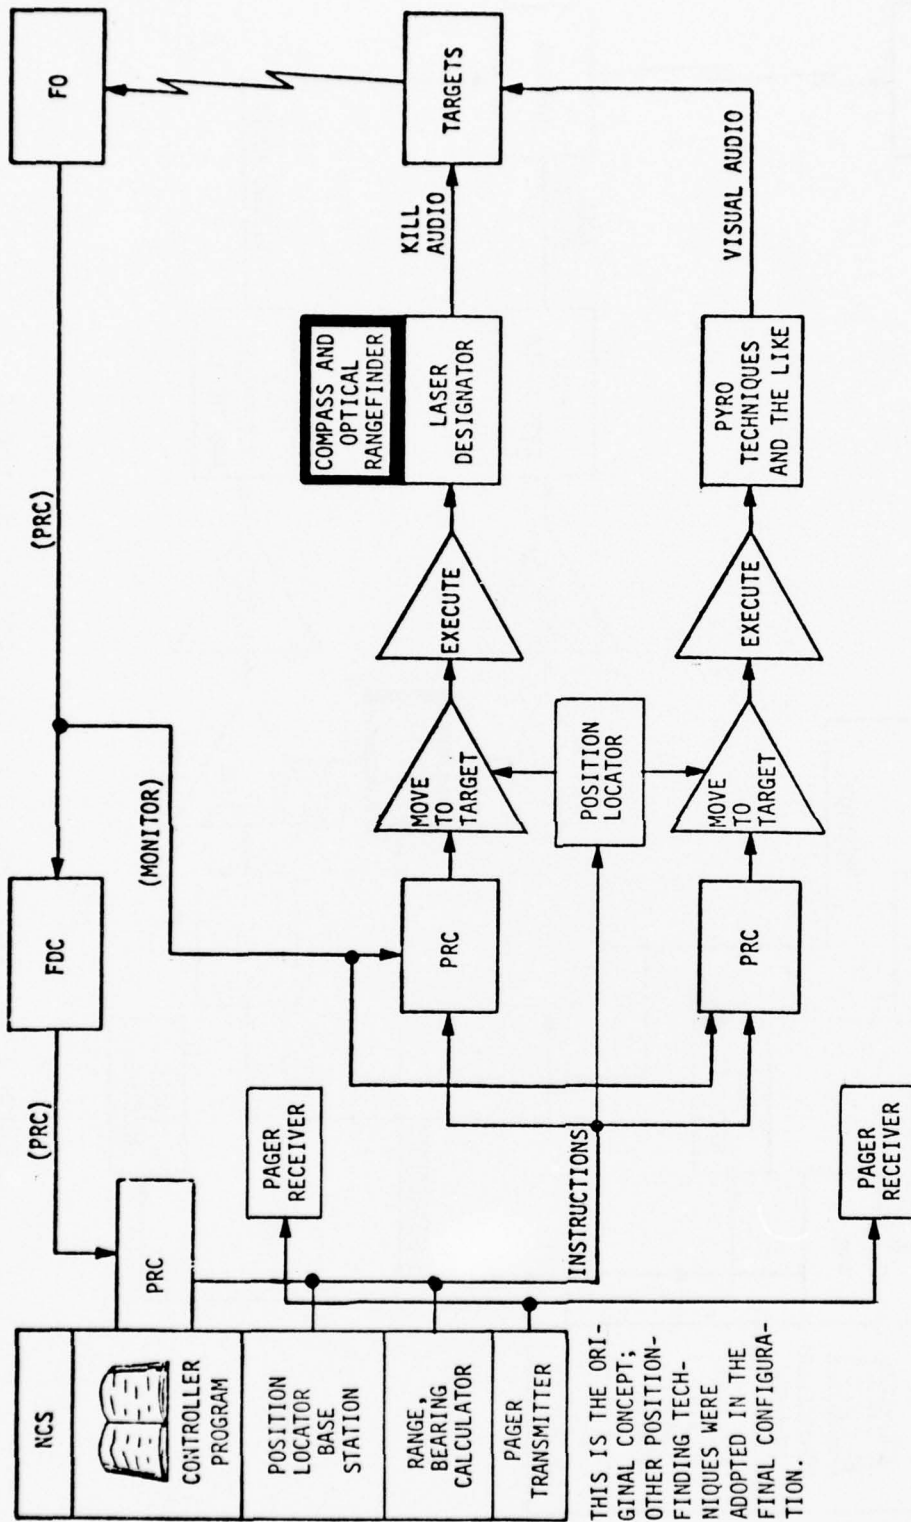 NCS
CONTROLLER
PROGRAM
POSITION
LOCATOR
BASE
STATION
RANGE,
BEARING
CALCULATOR
PAGER
TRANSMITTER
PRC
(PRC)
FDC
(PRC)
FO
(MONITOR)
PAGER
RECEIVER
INSTRUCTIONS
PRC
MOVE
TO
TARGET
EXECUTE
COMPASS AND
OPTICAL
RANGEFINDER
LASER
DESIGNATOR
KILL
AUDIO
TARGETS
POSITION
LOCATOR
PRC
MOVE
TO
TARGET
EXECUTE
PYRO
TECHNIQUES
AND THE LIKE
VISUAL AUDIO
PAGER
RECEIVER
THIS IS THE ORI-
GINAL CONCEPT;
OTHER POSITION-
FINDING TECH-
NIQUES WERE
ADOPTED IN THE
FINAL CONFIGURA-
TION.